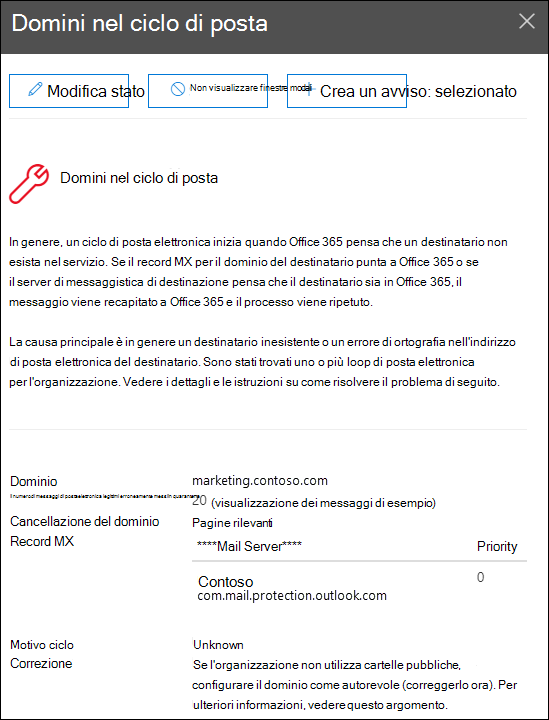 Domini nel ciclo di posta
Modifica stato
Non visualizzare finestre modali
Crea un avviso: selezionato
Domini nel ciclo di posta
In genere, un ciclo di posta elettronica inizia quando Office 365 pensa che un destinatario non
esista nel servizio. Se il record MX per il dominio del destinatario punta a Office 365 o se
il server di messaggistica di destinazione pensa che il destinatario sia in Office 365, il
messaggio viene recapitato a Office 365 e il processo viene ripetuto.
La causa principale è in genere un destinatario inesistente o un errore di ortografia nell'indirizzo
di posta elettronica del destinatario. Sono stati trovati uno o più loop di posta elettronica
per l'organizzazione. Vedere i dettagli e le istruzioni su come risolvere il problema di seguito.
Dominio marketing.contoso.com
Il numero di messaggi di posta elettronica legittimi erroneamente messi in quarantena 20 (visualizzazione dei messaggi di esempio)
Cancellazione del dominio Pagine rilevanti
Record MX ****Mail Server**** Priority
Contoso 0
com.mail.protection.outlook.com
Motivo ciclo Unknown
Correzione Se l'organizzazione non utilizza cartelle pubbliche,
configurare il dominio come autorevole (correggerlo ora). Per
ulteriori informazioni, vedere questo argomento.